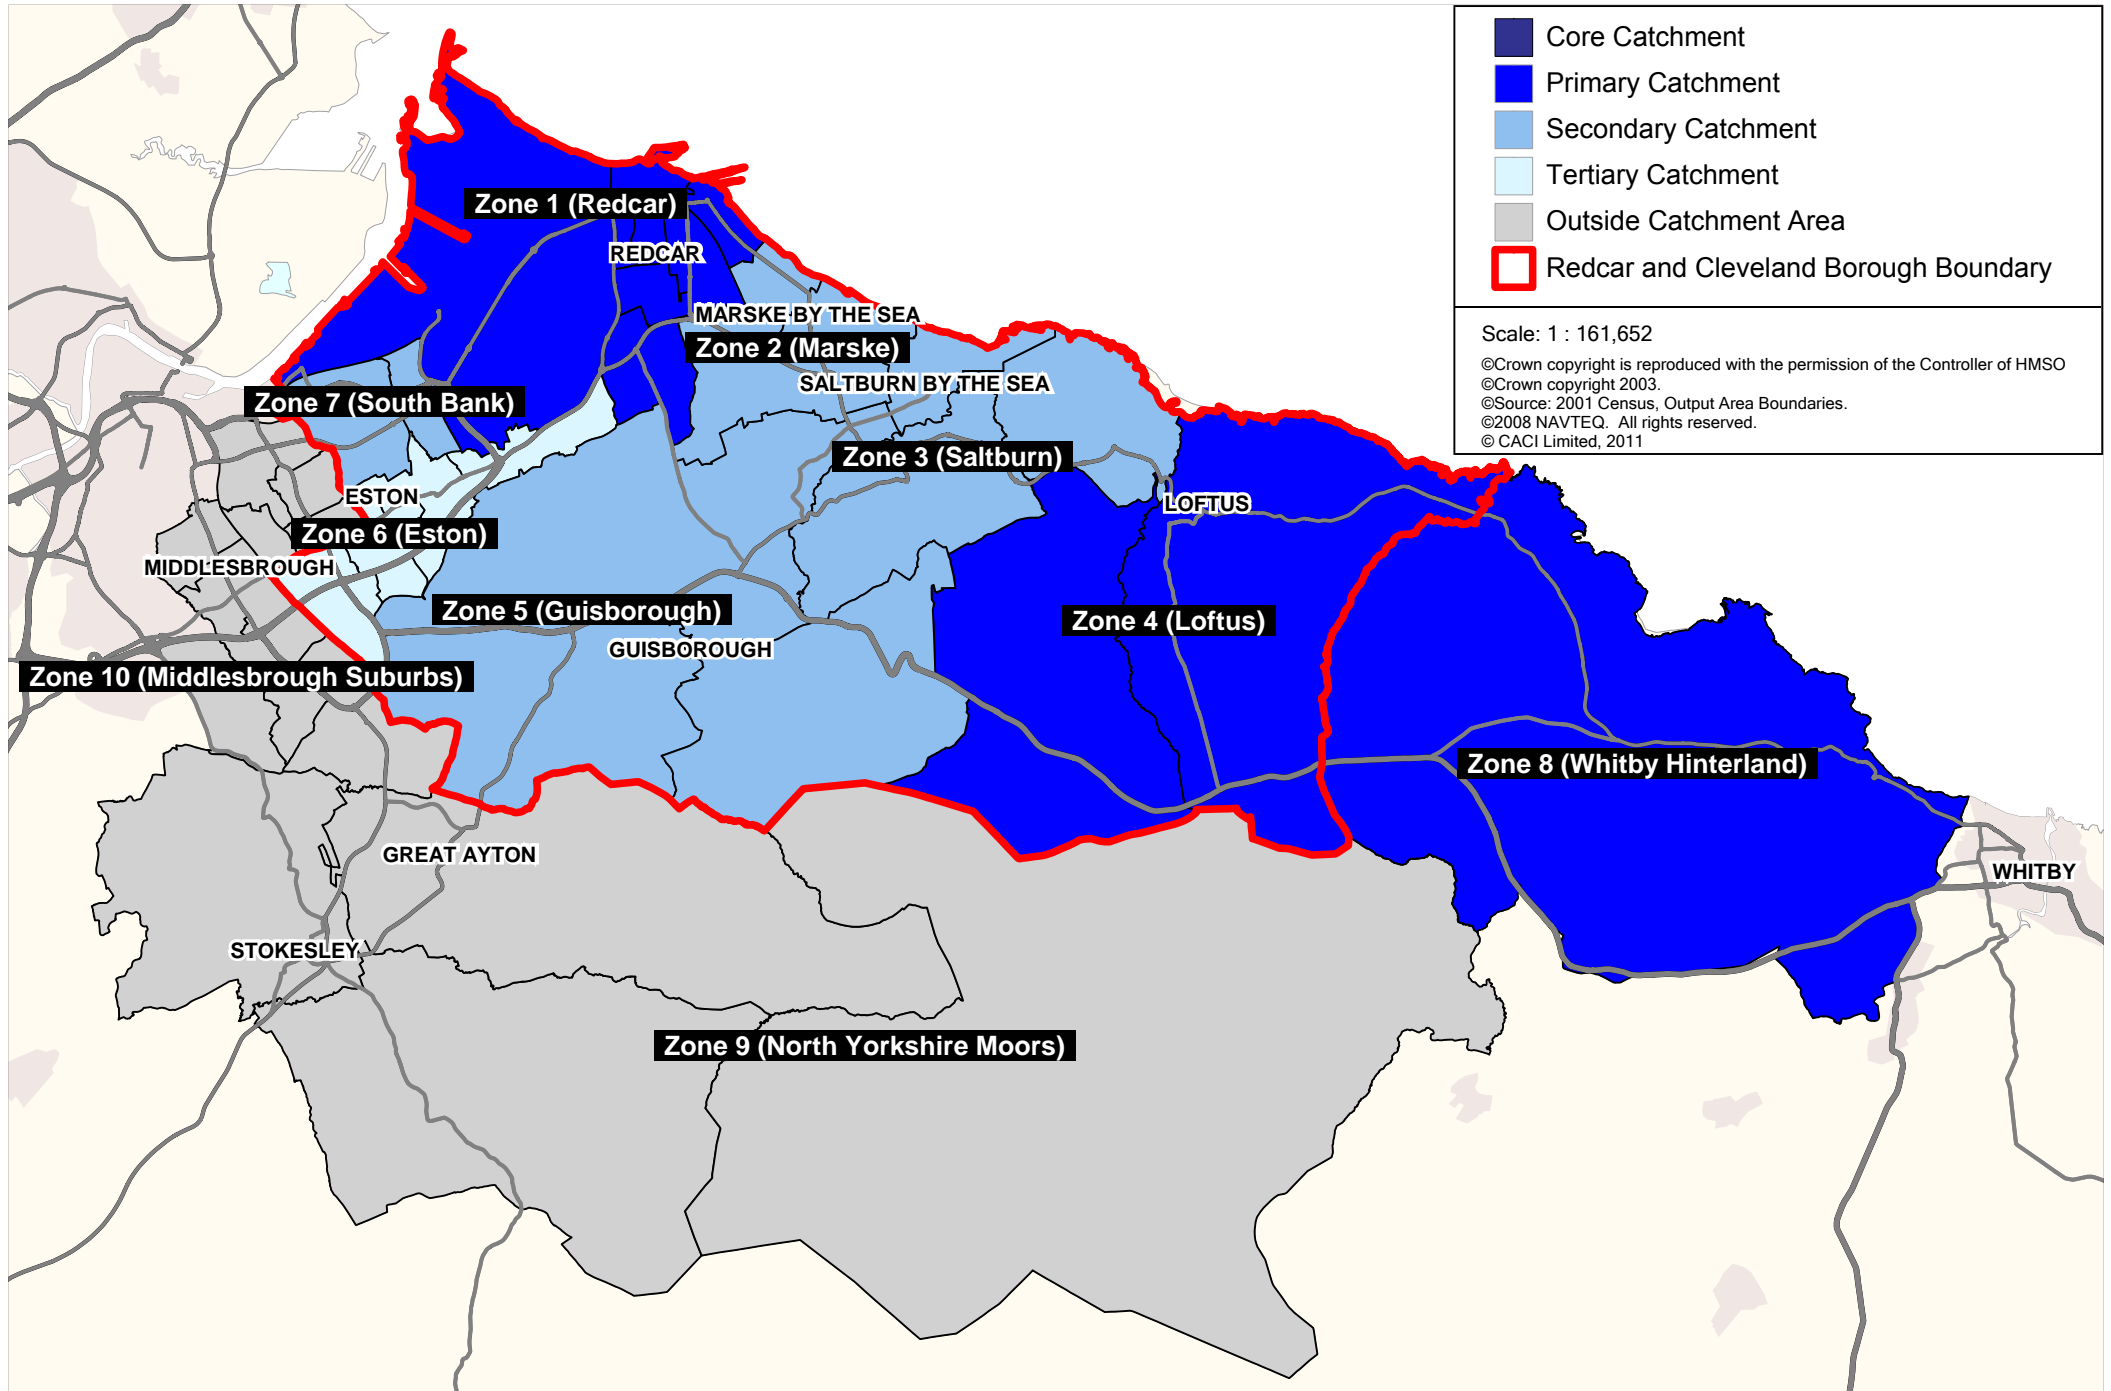 Core Catchment
Primary Catchment
Secondary Catchment
Tertiary Catchment
Outside Catchment Area
Redcar and Cleveland Borough Boundary
Scale: 1 : 161,652
©Crown copyright is reproduced with the permission of the Controller of HMSO
©Crown copyright 2003.
©Source: 2001 Census, Output Area Boundaries.
©2008 NAVTEQ. All rights reserved.
© CACI Limited, 2011
Zone 1 (Redcar)
REDCAR
MARSKE BY THE SEA
Zone 2 (Marske)
SALTBURN BY THE SEA
Zone 7 (South Bank)
Zone 3 (Saltburn)
ESTON
LOFTUS
Zone 6 (Eston)
MIDDLESBROUGH
Zone 5 (Guisborough)
Zone 4 (Loftus)
GUISBOROUGH
Zone 10 (Middlesbrough Suburbs)
Zone 8 (Whitby Hinterland)
GREAT AYTON
WHITBY
STOKESLEY
Zone 9 (North Yorkshire Moors)